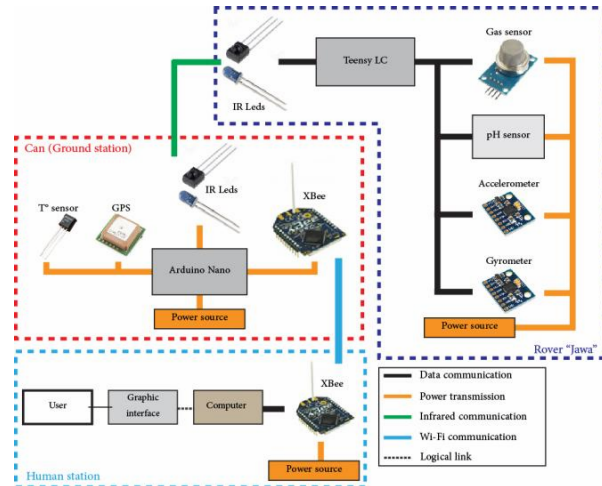 Gas sensor
Teensy LC
IR Leds
pH sensor
Accelerometer
Gyrometer
Power source
Rover "Jawa"
Can (Ground station)
IR Leds
XBee
T° sensor
GPS
Arduino Nano
Power source
XBee
User
Graphic
interface
Computer
Power source
Human station
Data communication
Power transmission
Infrared communication
Wi-Fi communication
Logical link